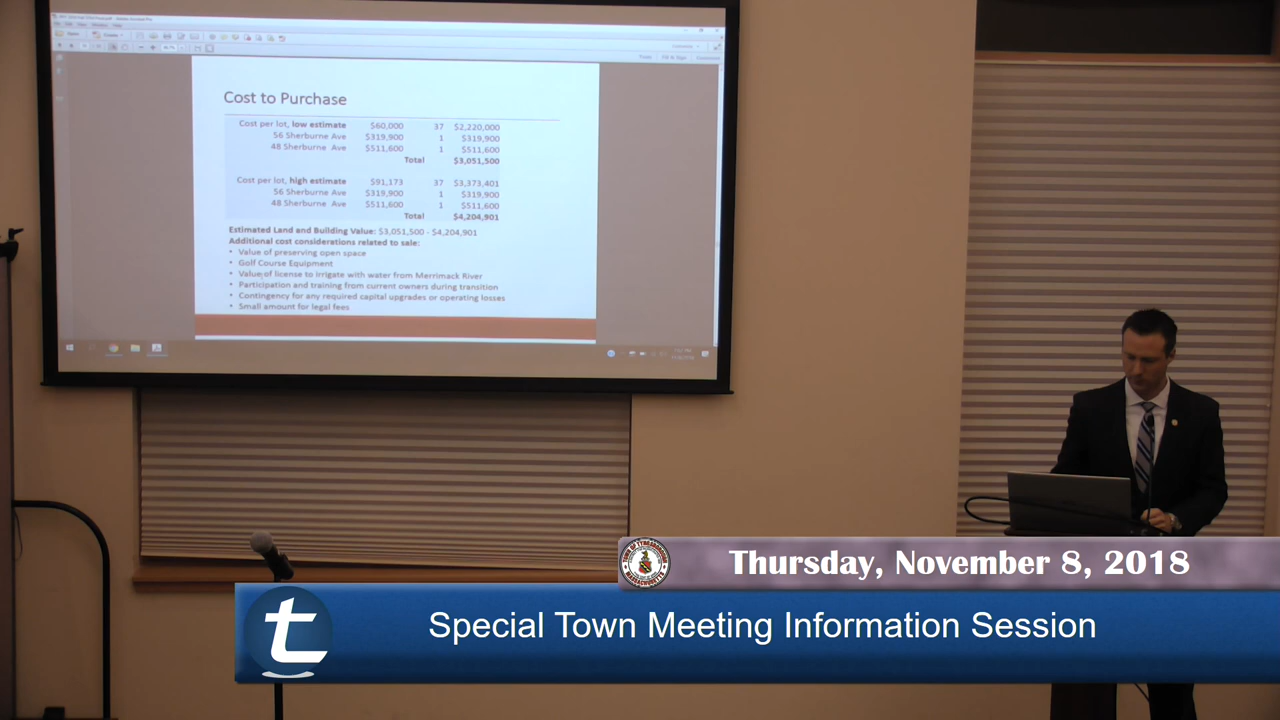 Cost to Purchase
Cost per lot, low estimate $60,000 37 $2,220,000
56 Sherburne Ave $319,900 1 $319,900
48 Sherburne Ave $511,600 1 $511,600
Total $3,051,500
Cost per lot, high estimate $91,173 37 $3,373,401
56 Sherburne Ave $319,900 1 $319,900
48 Sherburne Ave $511,600 1 $511,600
Total $4,204,901
Estimated Land and Building Value: $3,051,500 - $4,204,901
Additional cost considerations related to sale:
• Value of preserving open space
• Golf Course Equipment
• Value of license to irrigate with water from Merrimack River
• Participation and training from current owners during transition
• Contingency for any required capital upgrades or operating losses
• Small amount for legal fees
Thursday, November 8, 2018
t
Special Town Meeting Information Session